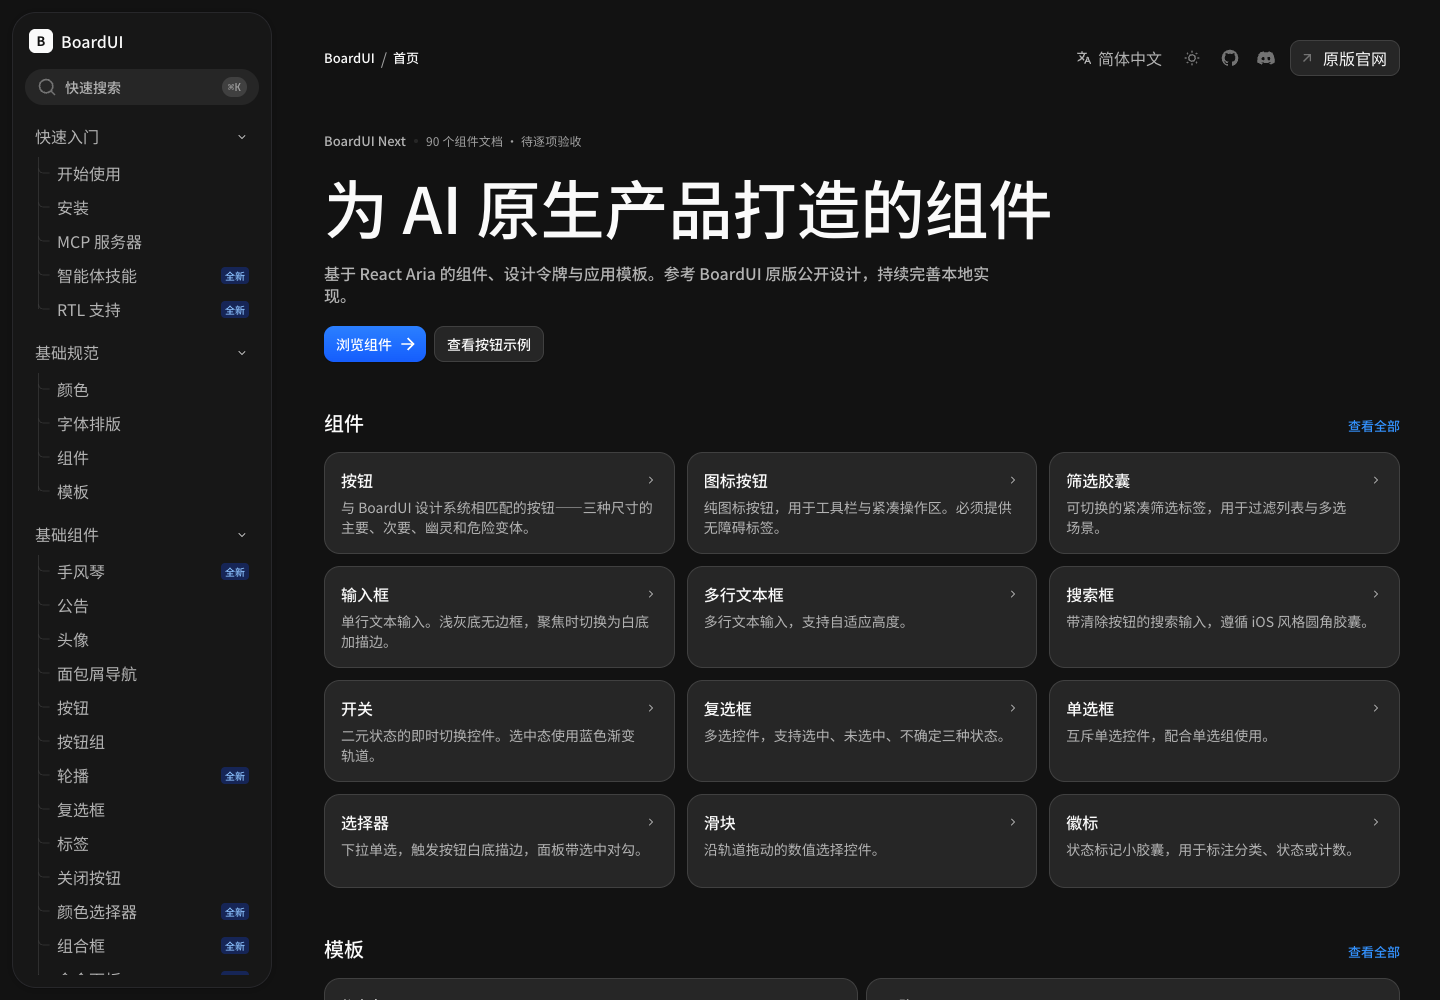 B BoardUI
快速搜索 ⌘K
快速入门
开始使用
安装
MCP 服务器
智能体技能 全新
RTL 支持 全新
基础规范
颜色
字体排版
组件
模板
基础组件
手风琴 全新
公告
头像
面包屑导航
按钮
按钮组
轮播 全新
复选框
标签
关闭按钮
颜色选择器 全新
组合框 全新
BoardUI / 首页
简体中文
原版官网
BoardUI Next • 90 个组件文档 • 待逐项验收
为 AI 原生产品打造的组件
基于 React Aria 的组件、设计令牌与应用模板。参考 BoardUI 原版公开设计，持续完善本地实
现。
浏览组件
查看按钮示例
组件
查看全部
按钮
与 BoardUI 设计系统相匹配的按钮——三种尺寸的
主要、次要、幽灵和危险变体。
图标按钮
纯图标按钮，用于工具栏与紧凑操作区。必须提供
无障碍标签。
筛选胶囊
可切换的紧凑筛选标签，用于过滤列表与多选
场景。
输入框
单行文本输入。浅灰底无边框，聚焦时切换为白底
加描边。
多行文本框
多行文本输入，支持自适应高度。
搜索框
带清除按钮的搜索输入，遵循 iOS 风格圆角胶囊。
开关
二元状态的即时切换控件。选中态使用蓝色渐变
轨道。
复选框
多选控件，支持选中、未选中、不确定三种状态。
单选框
互斥单选控件，配合单选组使用。
选择器
下拉单选，触发按钮白底描边，面板带选中对勾。
滑块
沿轨道拖动的数值选择控件。
徽标
状态标记小胶囊，用于标注分类、状态或计数。
模板
查看全部